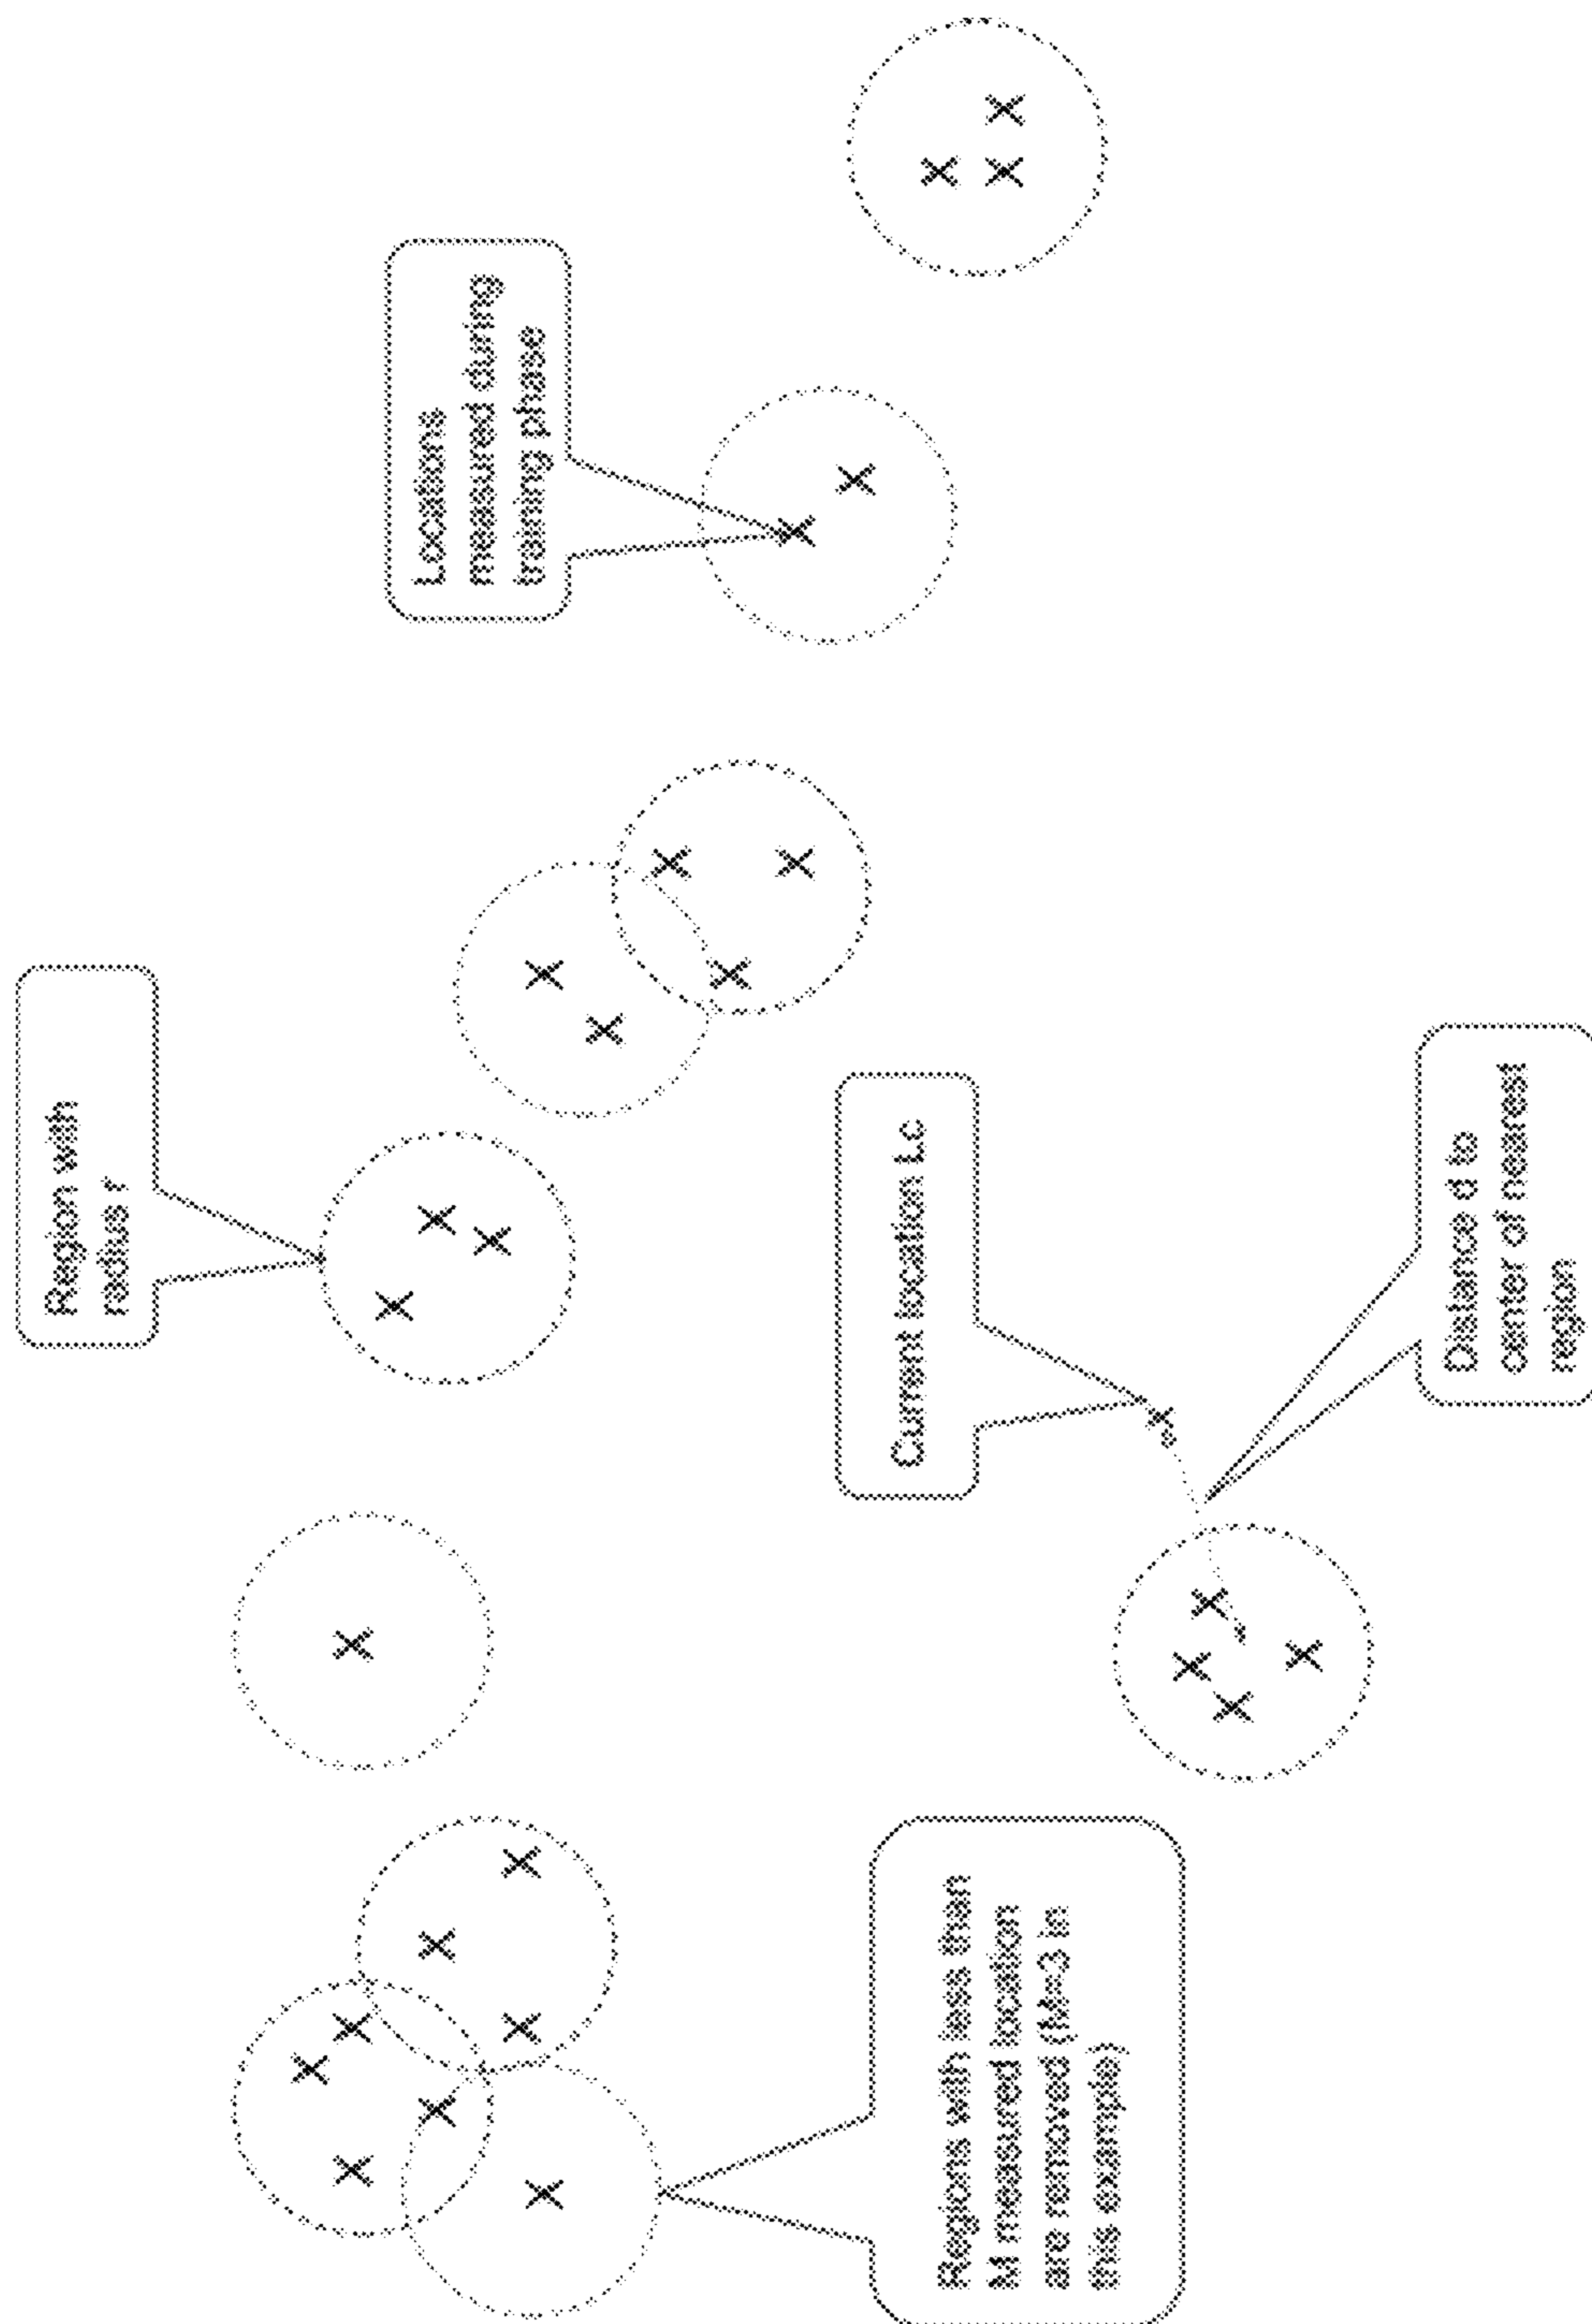 Regions with less than
M measured location
are removed (M=3 in
this example)
Region with
radius r
Locations
measured during
training phase
Current location Lc
Distance d to
center of nearest
region